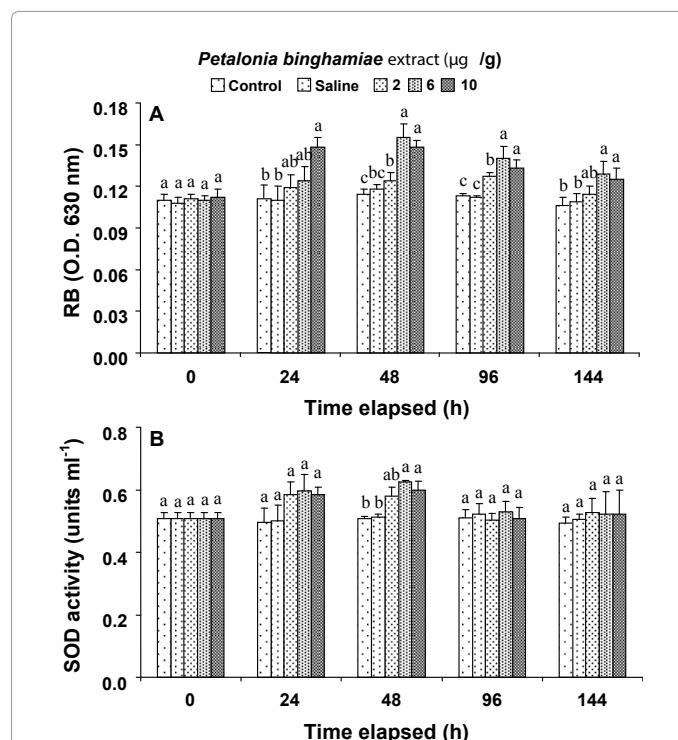 Petalonia binghamiae extract (µg /g)
Control Saline 2 6 10
A
0.18
0.15
0.12
0.09
0.06
0.03
0.00
RB (O.D. 630 nm)
a a a a a
b b ab ab a
c bc b a a
c c b a a
b b ab a a
0 24 48 96 144
Time elapsed (h)
B
0.8
0.6
0.4
0.2
0.0
SOD activity (units ml⁻¹)
a a a a a
a a a a a
b b ab a a
a a a a a
a a a a a
0 24 48 96 144
Time elapsed (h)